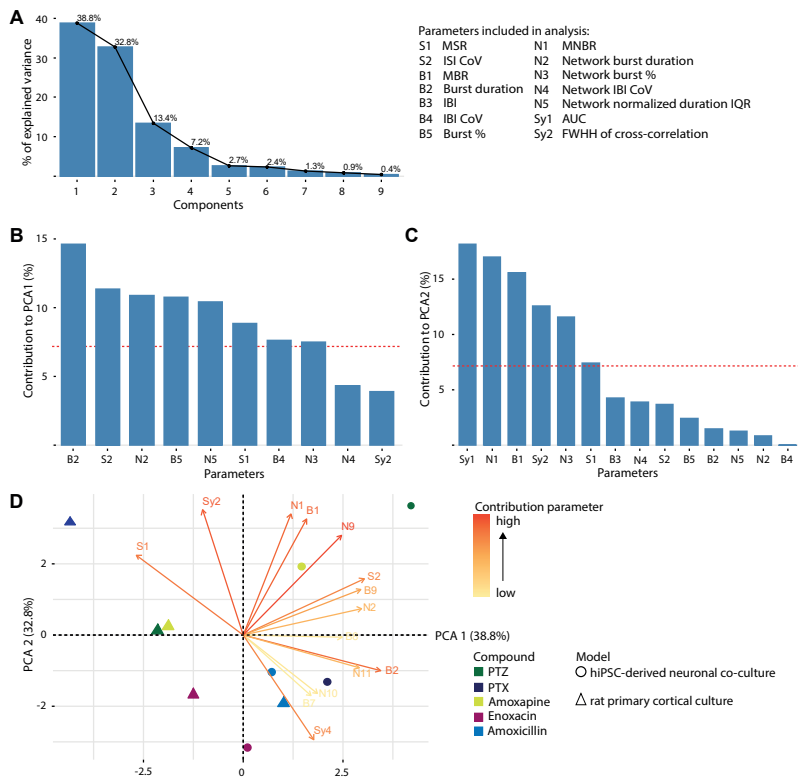 A
40
30
20
10
% of explained variance
38.8%
32.8%
13.4%
7.2%
2.7%
2.4%
1.3%
0.9%
0.4%
1 2 3 4 5 6 7 8 9
Components
Parameters included in analysis:
S1 MSR
S2 ISI CoV
B1 MBR
B2 Burst duration
B3 IBI
B4 IBI CoV
B5 Burst %
N1 MNBR
N2 Network burst duration
N3 Network burst %
N4 Network IBI CoV
N5 Network normalized duration IQR
Sy1 AUC
Sy2 FWHH of cross-correlation
B
15
10
5
Contribution to PCA1 (%)
B2 S2 N2 B5 N5 S1 B4 N3 N4 Sy2
Parameters
C
15
10
5
Contribution to PCA2 (%)
Sy1 N1 B1 Sy2 N3 S1 B3 N4 S2 B5 B2 N5 N2 B4
Parameters
D
PCA 2 (32.8%)
2
0
-2
-2.5 0 2.5
PCA 1 (38.8%)
Sy2
N1
B1
N9
S1
S2
B9
N2
B2
N11
N10
B7
Sy4
Contribution parameter
high
low
Compound
PTZ
PTX
Amoxapine
Enoxacin
Amoxicillin
Model
hiPSC-derived neuronal co-culture
rat primary cortical culture